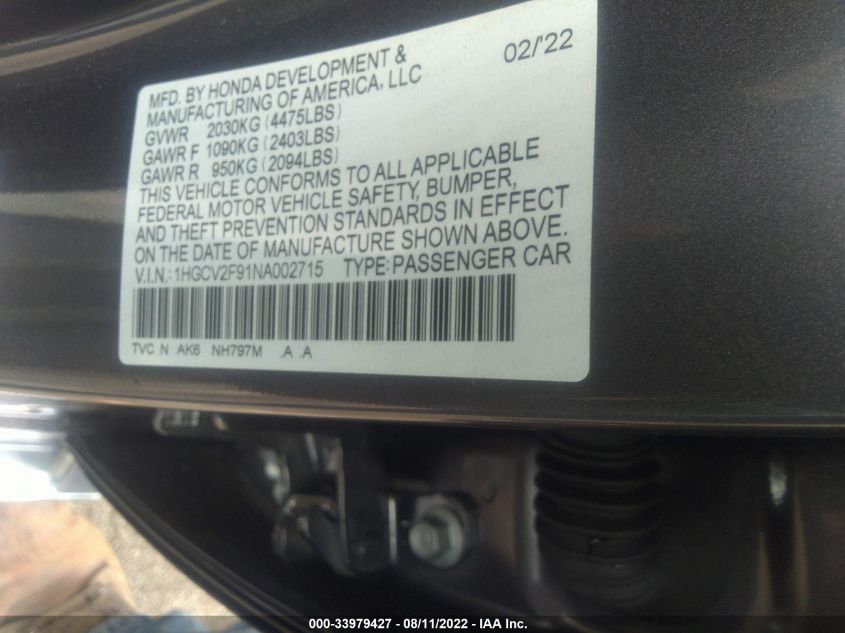 MFD. BY HONDA DEVELOPMENT & 02/'22
MANUFACTURING OF AMERICA, LLC
GVWR 2030KG (4475LBS)
GAWR F 1090KG (2403LBS)
GAWR R 950KG (2094LBS)
THIS VEHICLE CONFORMS TO ALL APPLICABLE
FEDERAL MOTOR VEHICLE SAFETY, BUMPER,
AND THEFT PREVENTION STANDARDS IN EFFECT
ON THE DATE OF MANUFACTURE SHOWN ABOVE.
V.I.N.: 1HGCV2F91NA002715 TYPE: PASSENGER CAR
TVC N AK6 NH797M .A .A
000-33979427 - 08/11/2022 - IAA Inc.